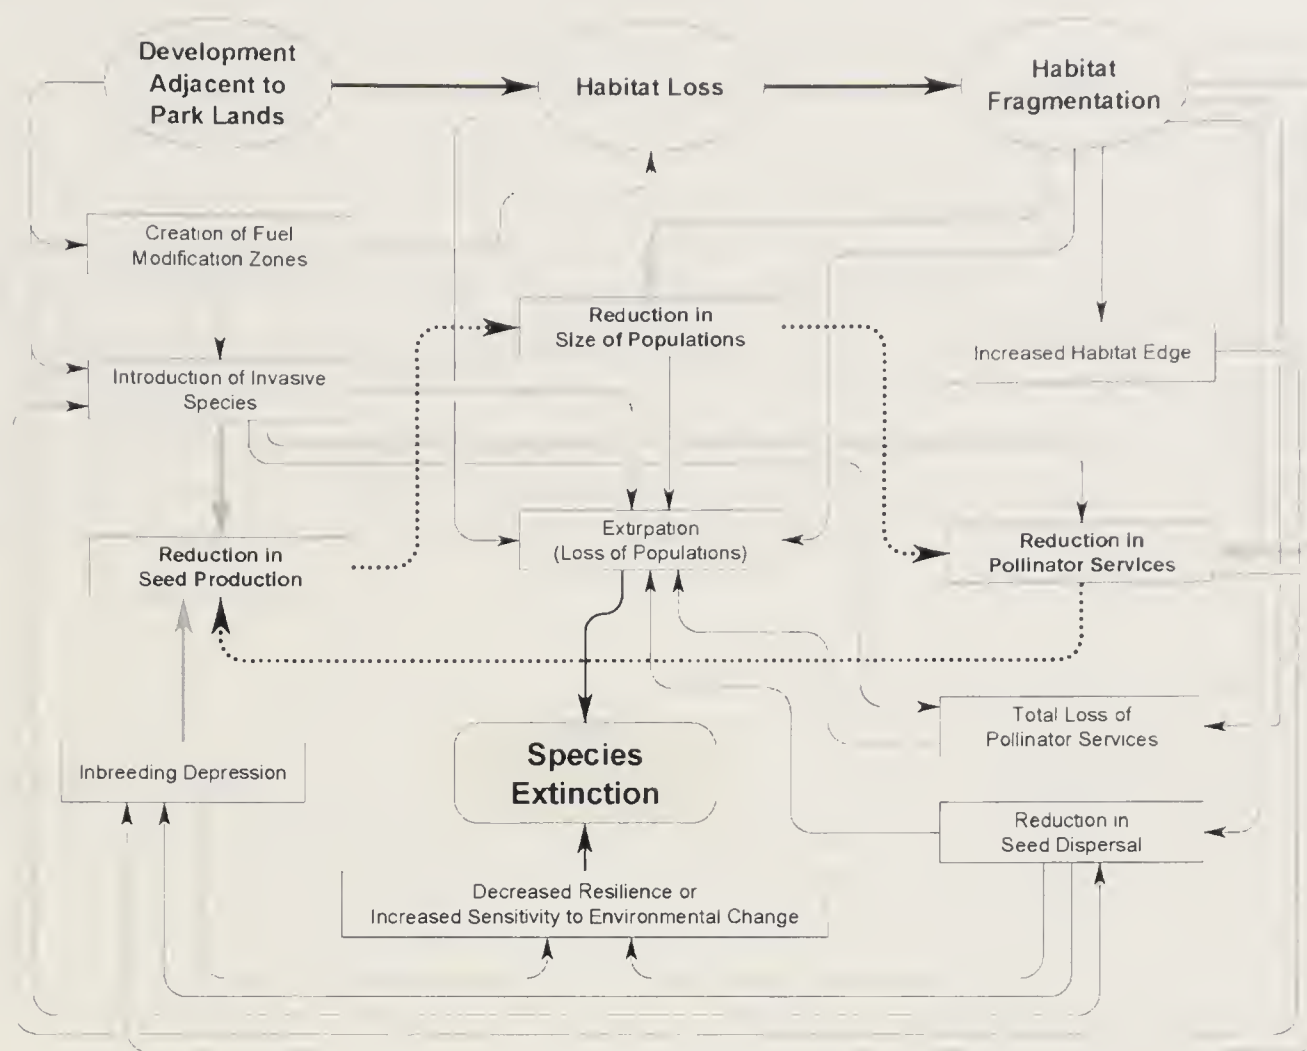 Development
Adjacent to
Park Lands
Habitat Loss
Habitat
Fragmentation
Creation of Fuel
Modification Zones
Reduction in
Size of Populations
Increased Habitat Edge
Introduction of Invasive
Species
Extirpation
(Loss of Populations)
Reduction in
Seed Production
Reduction in
Pollinator Services
Total Loss of
Pollinator Services
Species
Extinction
Inbreeding Depression
Reduction in
Seed Dispersal
Decreased Resilience or
Increased Sensitivity to Environmental Change